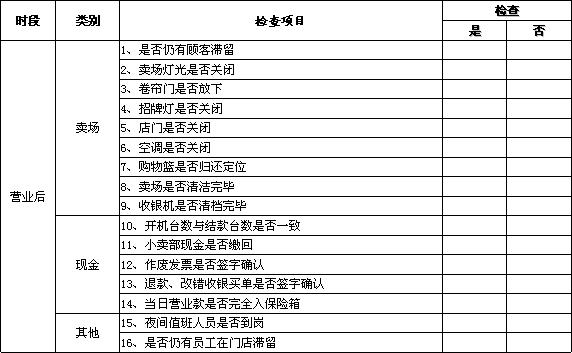 时段 类别 检查项目 检查
是 否
营业后
卖场
1、是否仍有顾客滞留
2、卖场灯光是否关闭
3、卷帘门是否放下
4、招牌灯是否关闭
5、店门是否关闭
6、空调是否关闭
7、购物篮是否归还定位
8、卖场是否清洁完毕
9、收银机是否清档完毕
现金
10、开机台数与结款台数是否一致
11、小卖部现金是否缴回
12、作废发票是否签字确认
13、退款、改错收银买单是否签字确认
14、当日营业款是否完全入保险箱
其他
15、夜间值班人员是否到岗
16、是否仍有员工在门店滞留